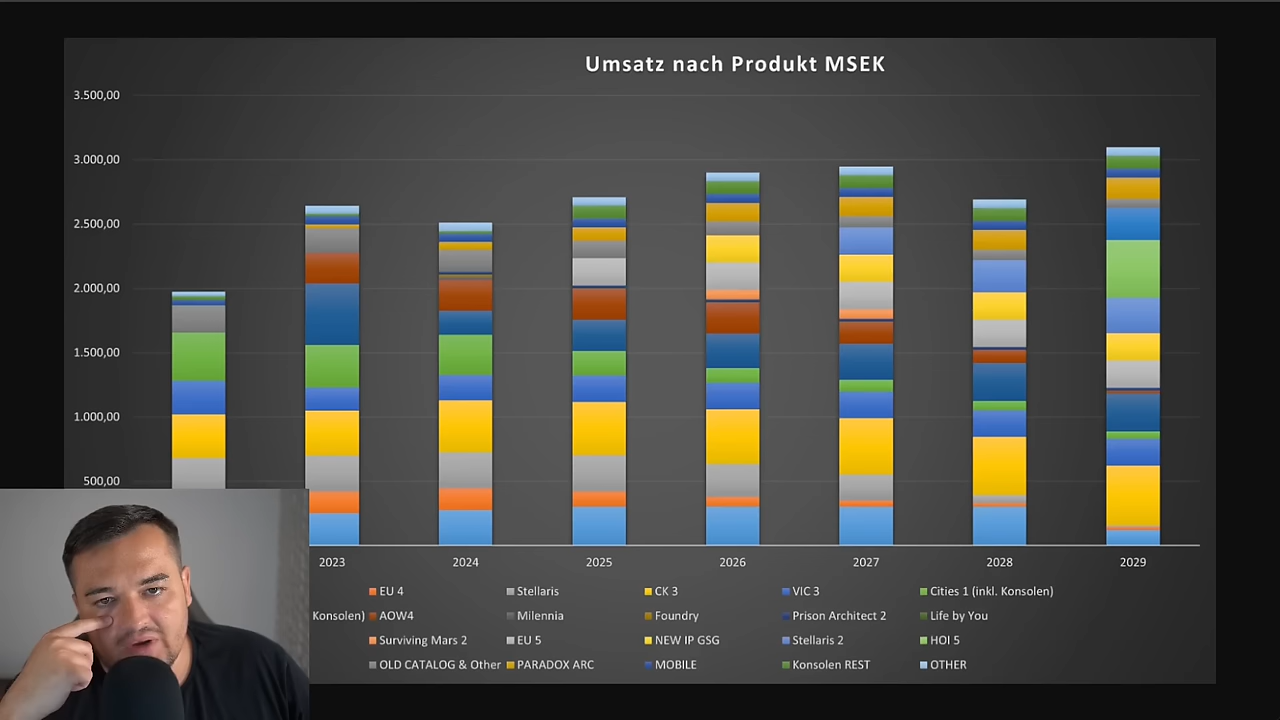 Umsatz nach Produkt MSEK
3.500,00
3.000,00
2.500,00
2.000,00
1.500,00
1.000,00
500,00
2023 2024 2025 2026 2027 2028 2029
EU 4 Stellaris CK 3 VIC 3 Cities 1 (inkl. Konsolen)
Konsolen) AOW4 Milennia Foundry Prison Architect 2 Life by You
Surviving Mars 2 EU 5 NEW IP GSG Stellaris 2 HOI 5
OLD CATALOG & Other PARADOX ARC MOBILE Konsolen REST OTHER